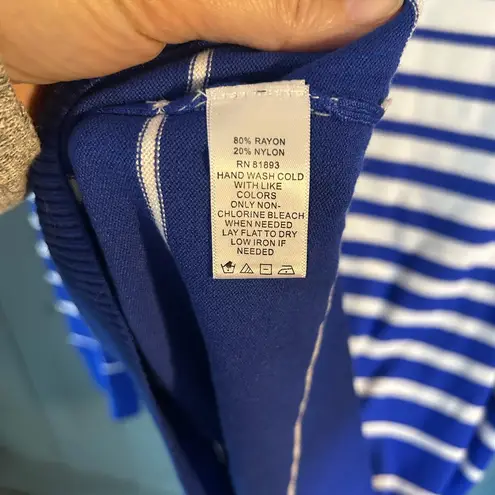 80% RAYON
20% NYLON
RN 81893
HAND WASH COLD
WITH LIKE
COLORS
ONLY NON-
CHLORINE BLEACH
WHEN NEEDED
LAY FLAT TO DRY
LOW IRON IF
NEEDED